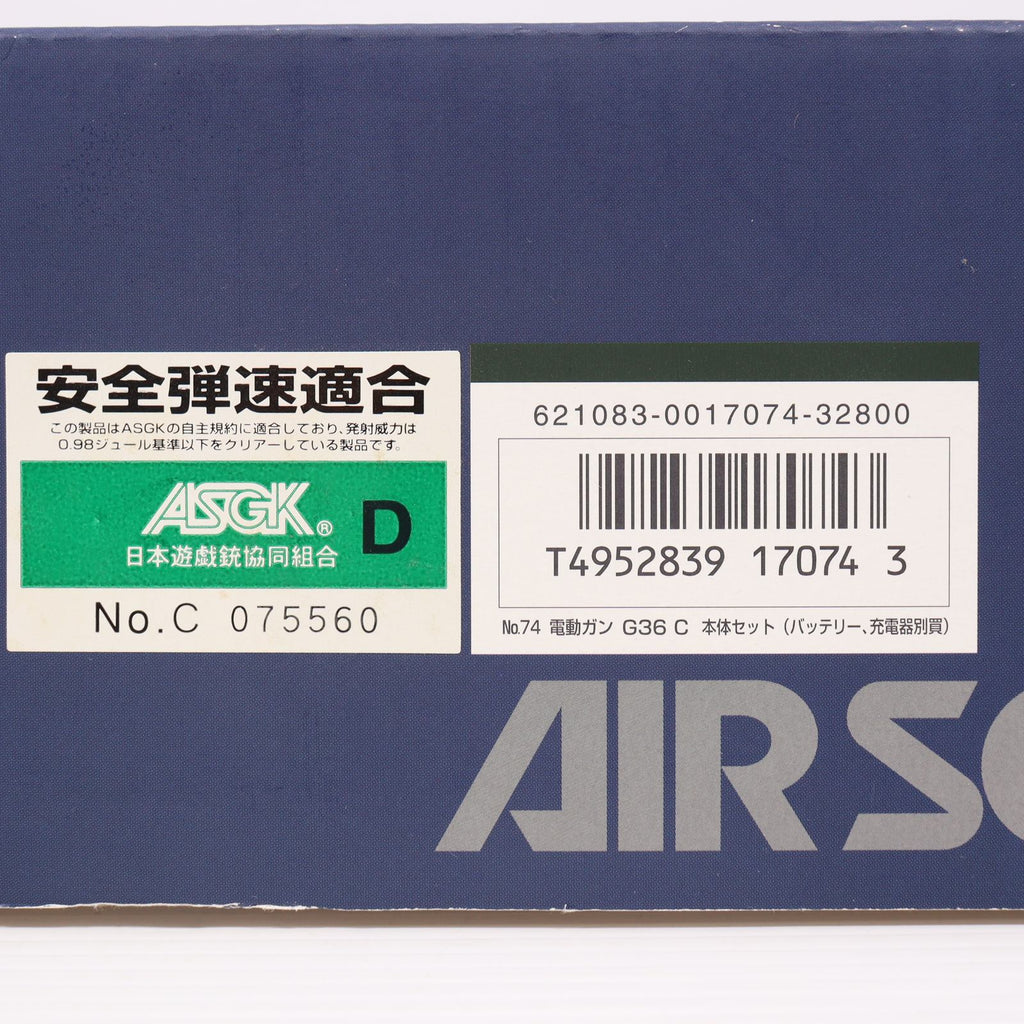 安全弾速適合
この製品はASGKの自主規約に適合しており、発射威力は
0.98ジュール基準以下をクリアーしている製品です。
ASGK® D
日本遊戯銃協同組合
No.C 075560
621083-0017074-32800
T4952839 17074 3
No.74 電動ガン G36 C 本体セット (バッテリー、充電器別買)
AIR S